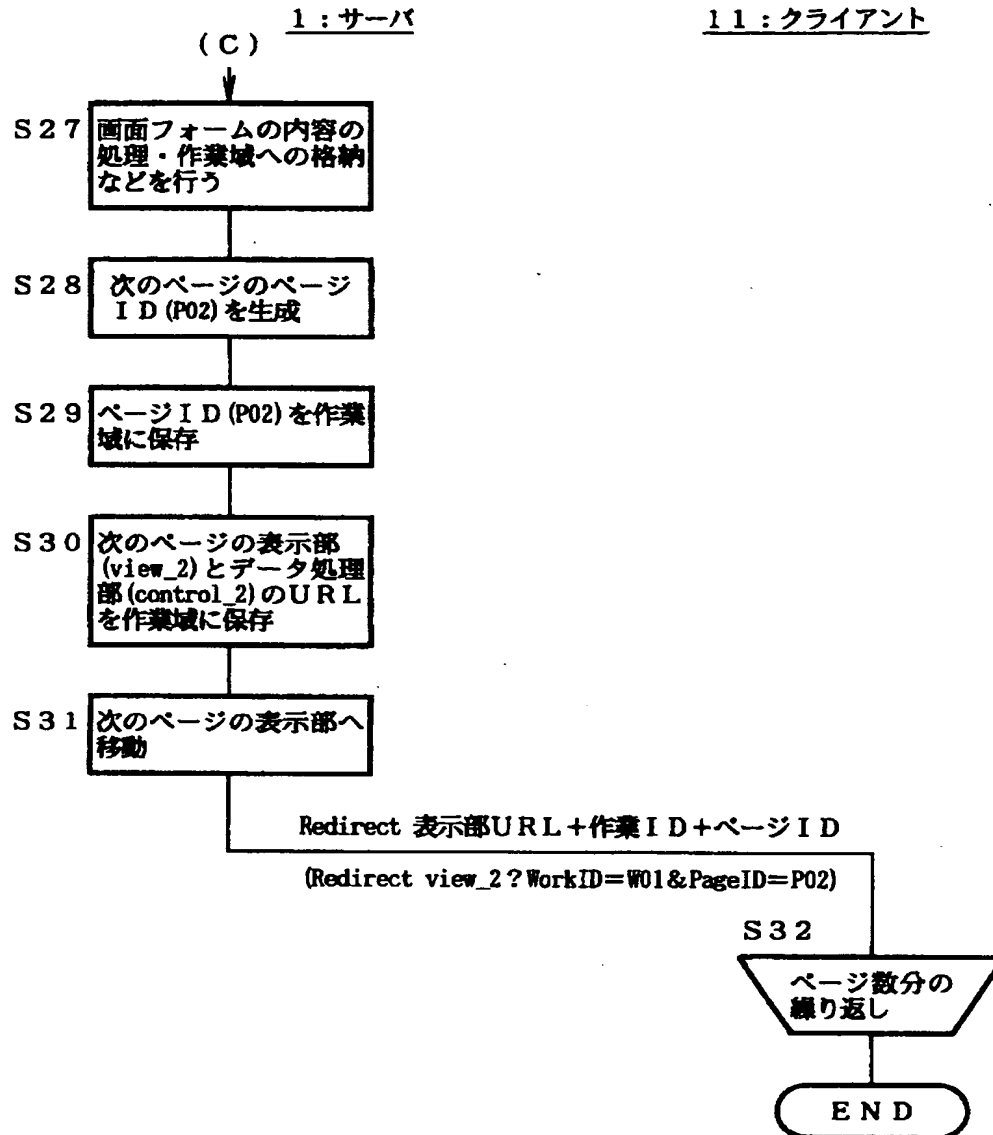 1：サーバ
11：クライアント
(C)
S27
画面フォームの内容の
処理・作業域への格納
などを行う
S28
次のページのページ
ＩＤ(P02)を生成
S29
ページＩＤ(P02)を作業
域に保存
S30
次のページの表示部
(view_2)とデータ処理
部(control_2)のＵＲＬ
を作業域に保存
S31
次のページの表示部へ
移動
Redirect 表示部ＵＲＬ＋作業ＩＤ＋ページＩＤ
(Redirect view_2?WorkID=W01&PageID=P02)
S32
ページ数分の
繰り返し
END